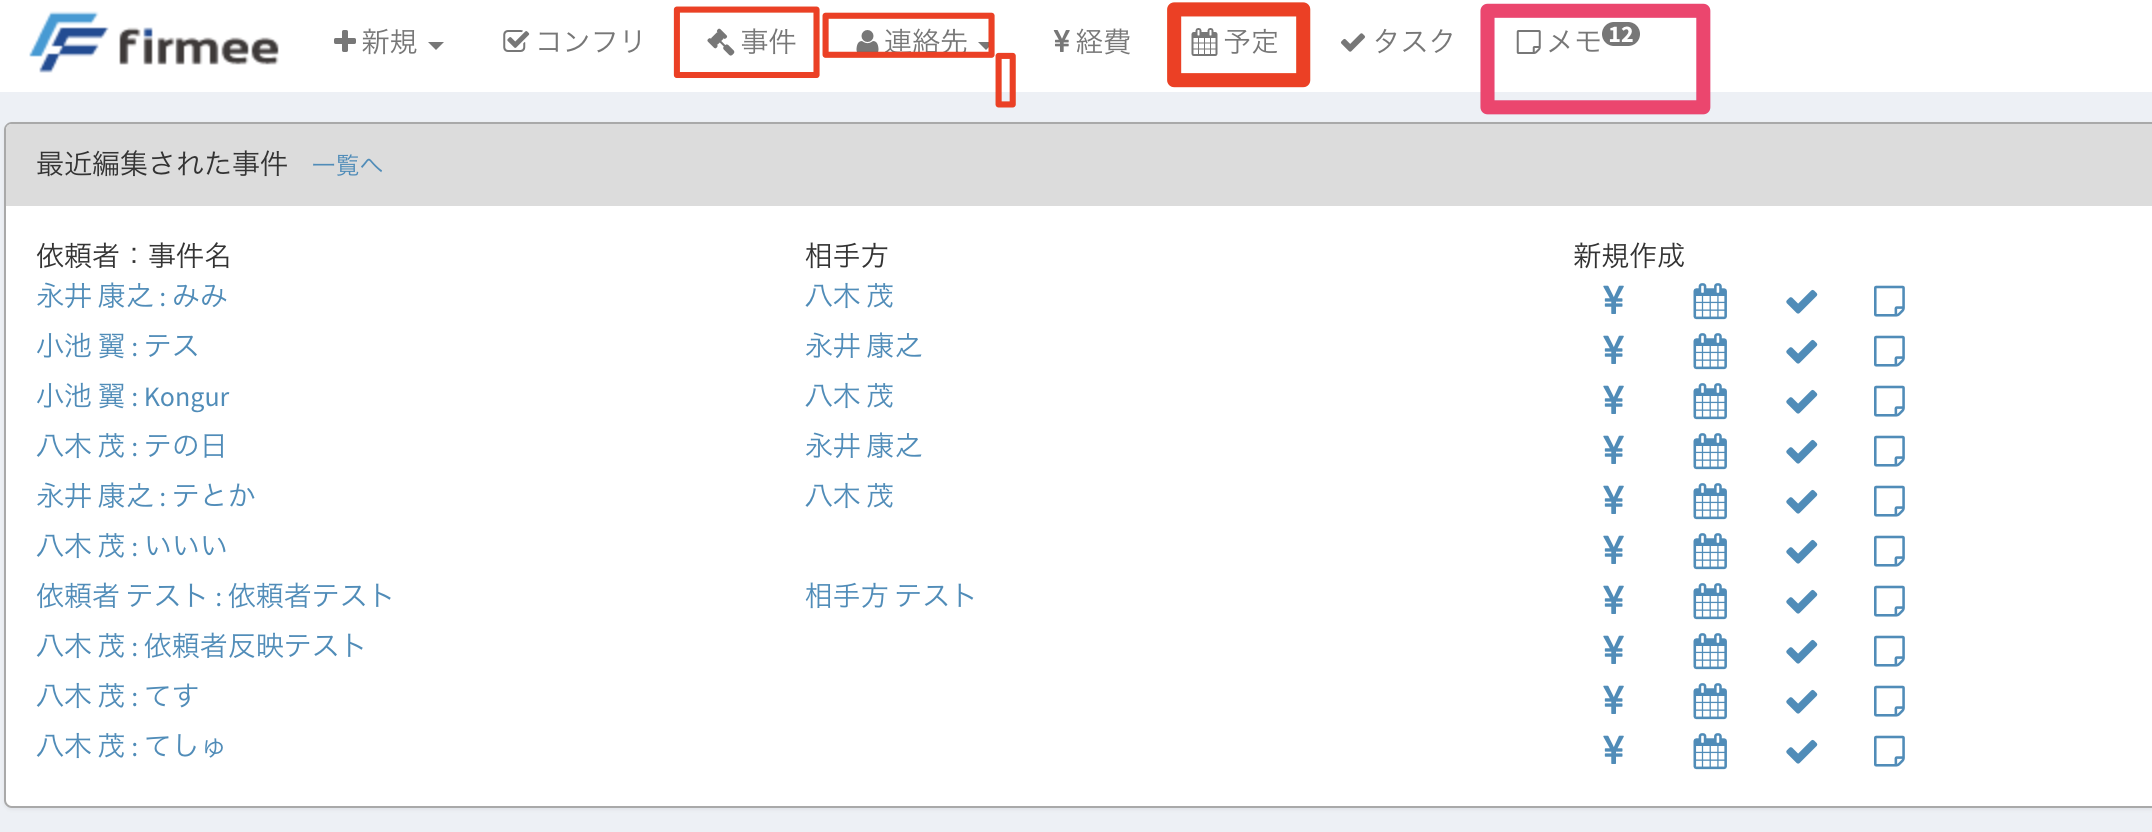 firmee 新規 コンフリ 事件 連絡先 ¥経費 予定 タスク メモ 12
最近編集された事件 一覧へ
依頼者：事件名 相手方 新規作成
永井 康之 : みみ 八木 茂 ¥
小池 翼 : テス 永井 康之 ¥
小池 翼 : Kongur 八木 茂 ¥
八木 茂 : テの日 永井 康之 ¥
永井 康之 : テとか 八木 茂 ¥
八木 茂 : いいい ¥
依頼者 テスト : 依頼者テスト 相手方 テスト ¥
八木 茂 : 依頼者反映テスト ¥
八木 茂 : てす ¥
八木 茂 : てしゅ ¥